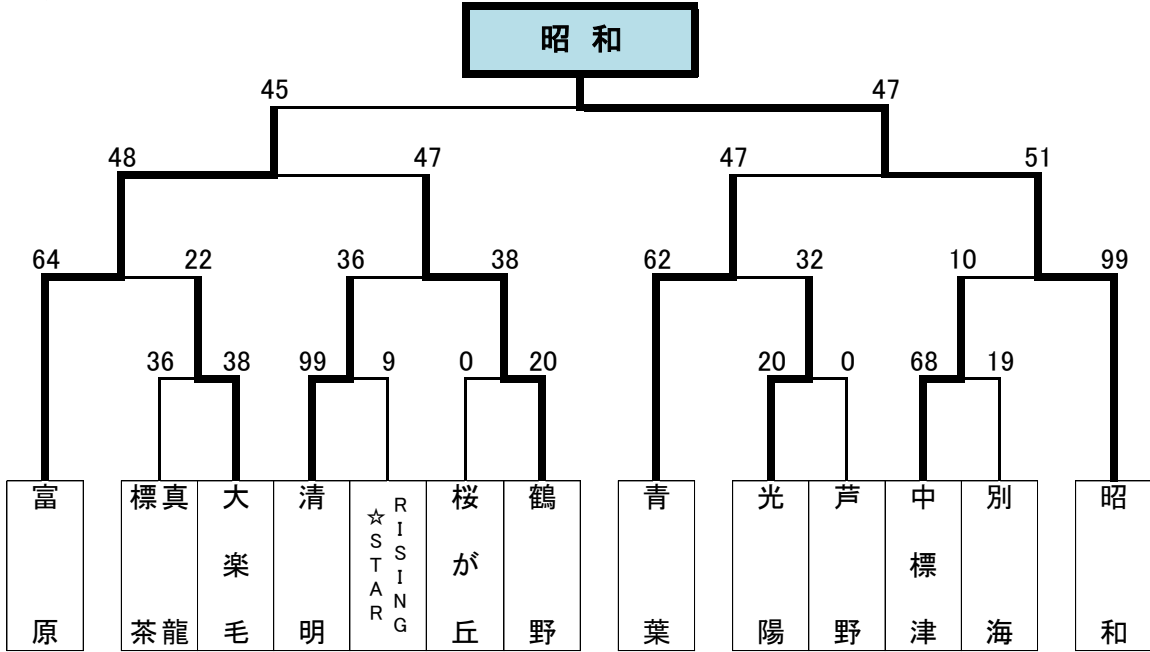 昭和
45 47
48 47 47 51
64 22 36 38 62 32 10 99
36 38 99 9 0 20 20 0 68 19
富原
真龍
標茶
大楽毛
清明
RISING
☆STAR
桜が丘
鶴野
青葉
光陽
芦野
中標津
別海
昭和